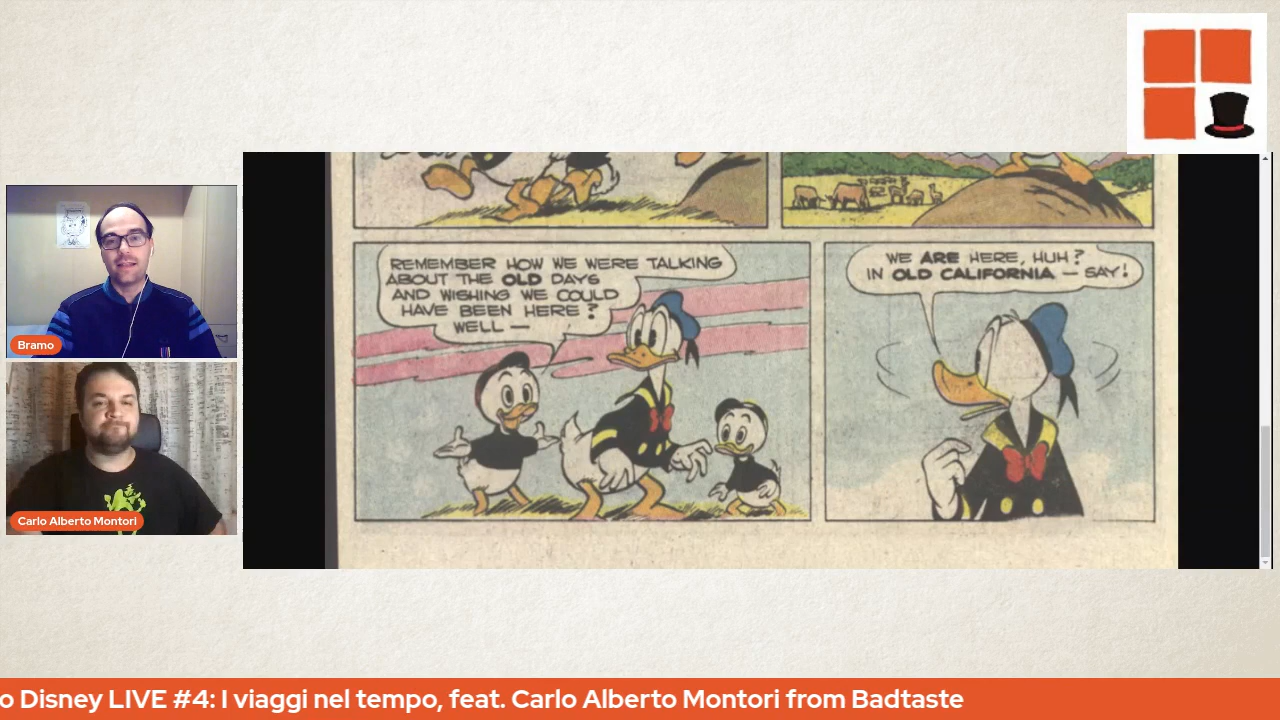 REMEMBER HOW WE WERE TALKING
ABOUT THE OLD DAYS
AND WISHING WE COULD
HAVE BEEN HERE?
WELL —
WE ARE HERE, HUH?
IN OLD CALIFORNIA — SAY!
Bramo
Carlo Alberto Montori
o Disney LIVE #4: I viaggi nel tempo, feat. Carlo Alberto Montori from Badtaste